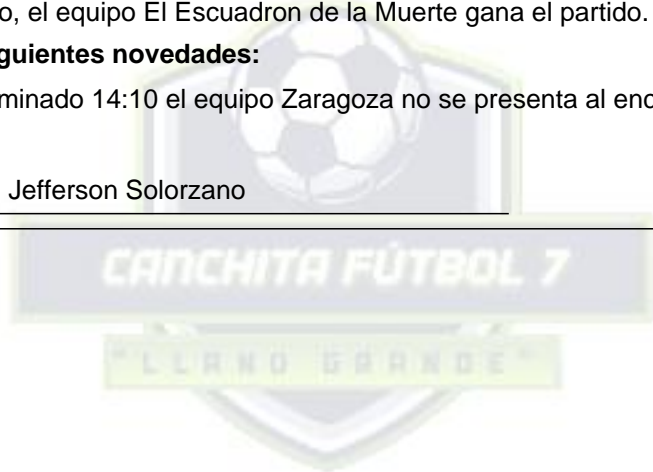 o, el equipo El Escuadron de la Muerte gana el partido.
guientes novedades:
minado 14:10 el equipo Zaragoza no se presenta al enc
Jefferson Solorzano
CANCHITA FÚTBOL 7
"LLANO GRANDE"